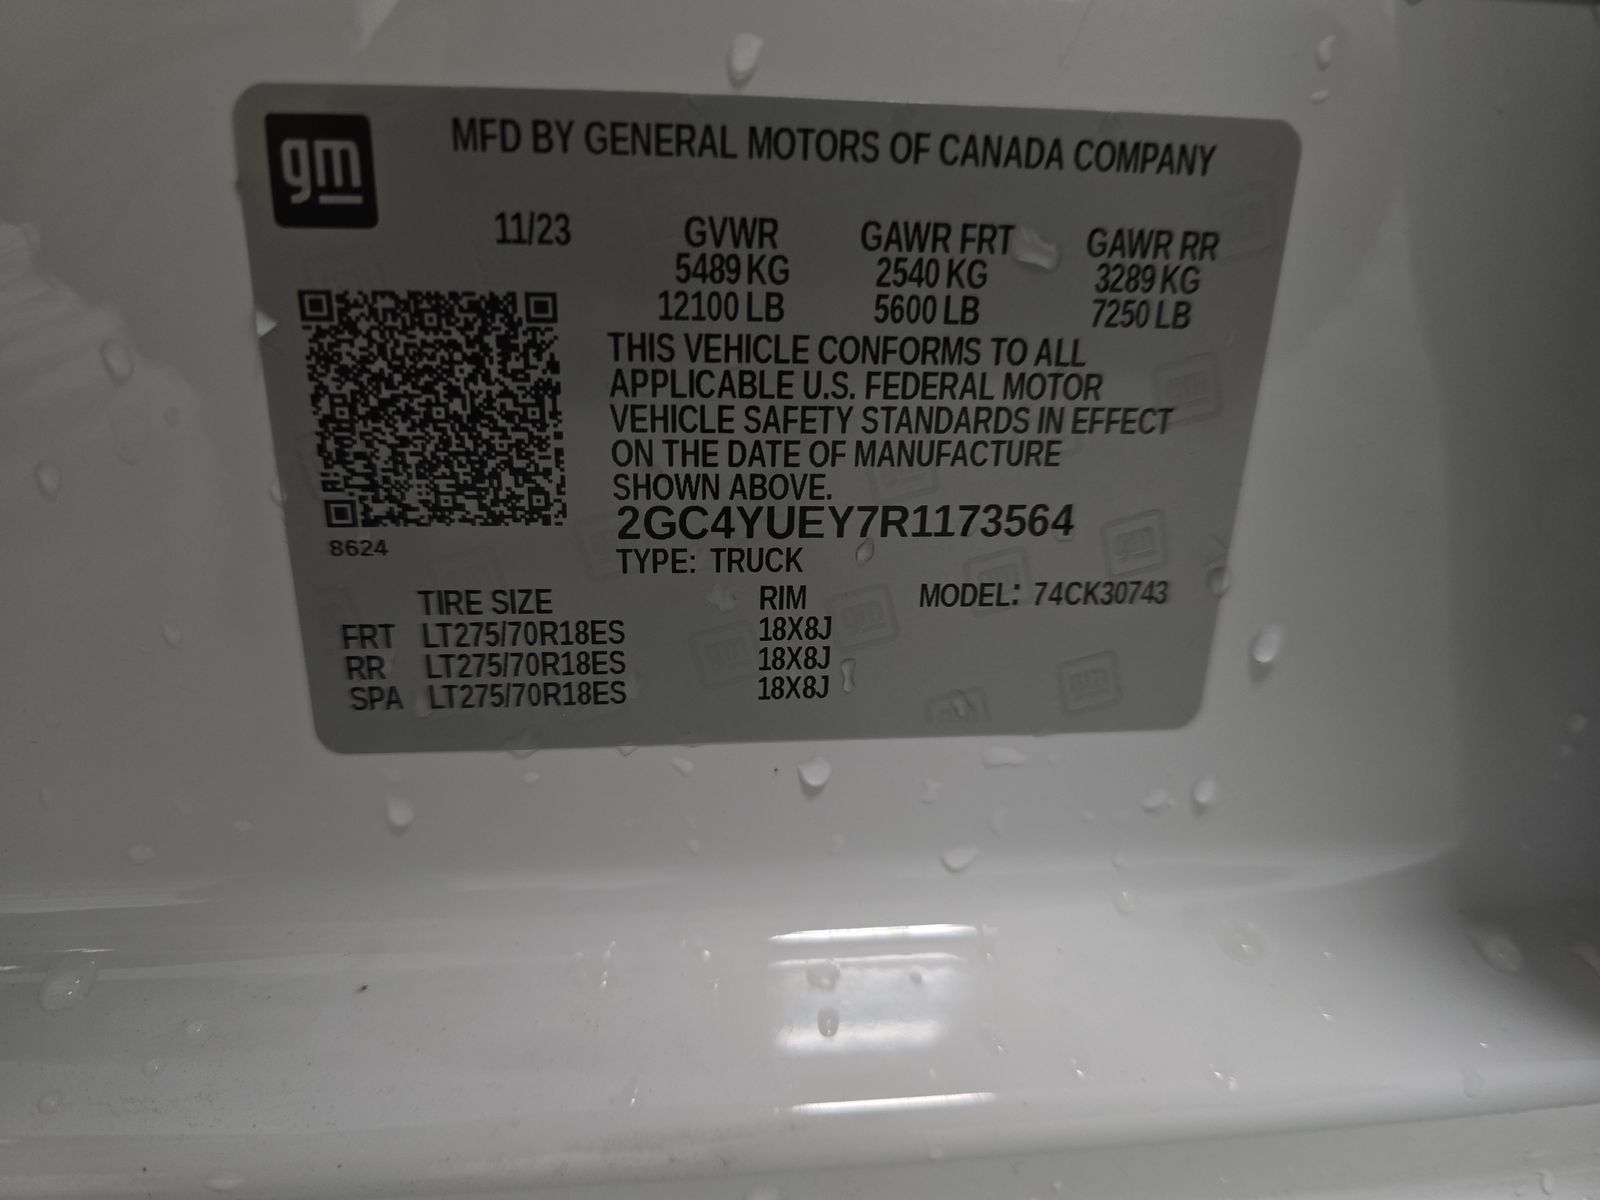 gm
MFD BY GENERAL MOTORS OF CANADA COMPANY
11/23 GVWR GAWR FRT GAWR RR
5489 KG 2540 KG 3289 KG
12100 LB 5600 LB 7250 LB
THIS VEHICLE CONFORMS TO ALL
APPLICABLE U.S. FEDERAL MOTOR
VEHICLE SAFETY STANDARDS IN EFFECT
ON THE DATE OF MANUFACTURE
SHOWN ABOVE.
2GC4YUEY7R1173564
8624
TYPE: TRUCK
TIRE SIZE RIM MODEL: 74CK30743
FRT LT275/70R18ES 18X8J
RR LT275/70R18ES 18X8J
SPA LT275/70R18ES 18X8J